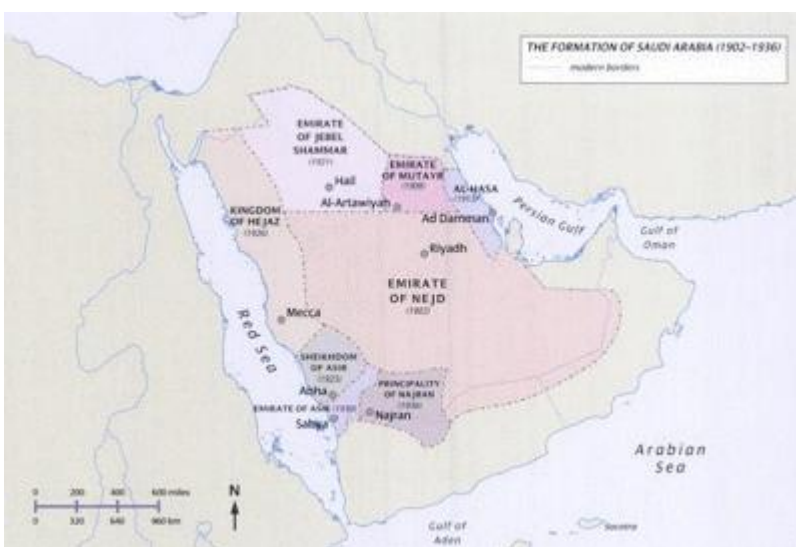 THE FORMATION OF SAUDI ARABIA (1902–1936)
modern borders
EMIRATE
OF JEBEL
SHAMMAR
(1921)
Hail
EMIRATE
OF MUTAYR
AL-HASA
(1913)
Al-Artawiyah
Ad Damman
Persian Gulf
Gulf of
Oman
KINGDOM
OF HEJAZ
(1926)
Riyadh
EMIRATE
OF NEJD
(1902)
Mecca
Red Sea
SHEIKHDOM
OF ASIR
(1923)
Abha
PRINCIPALITY
OF NAJRAN
EMIRATE OF ASIR (1930)
Najran
Sabya
Arabian
Sea
0 200 400 600 miles
0 320 640 960 km
N
Gulf of
Aden
Socotra